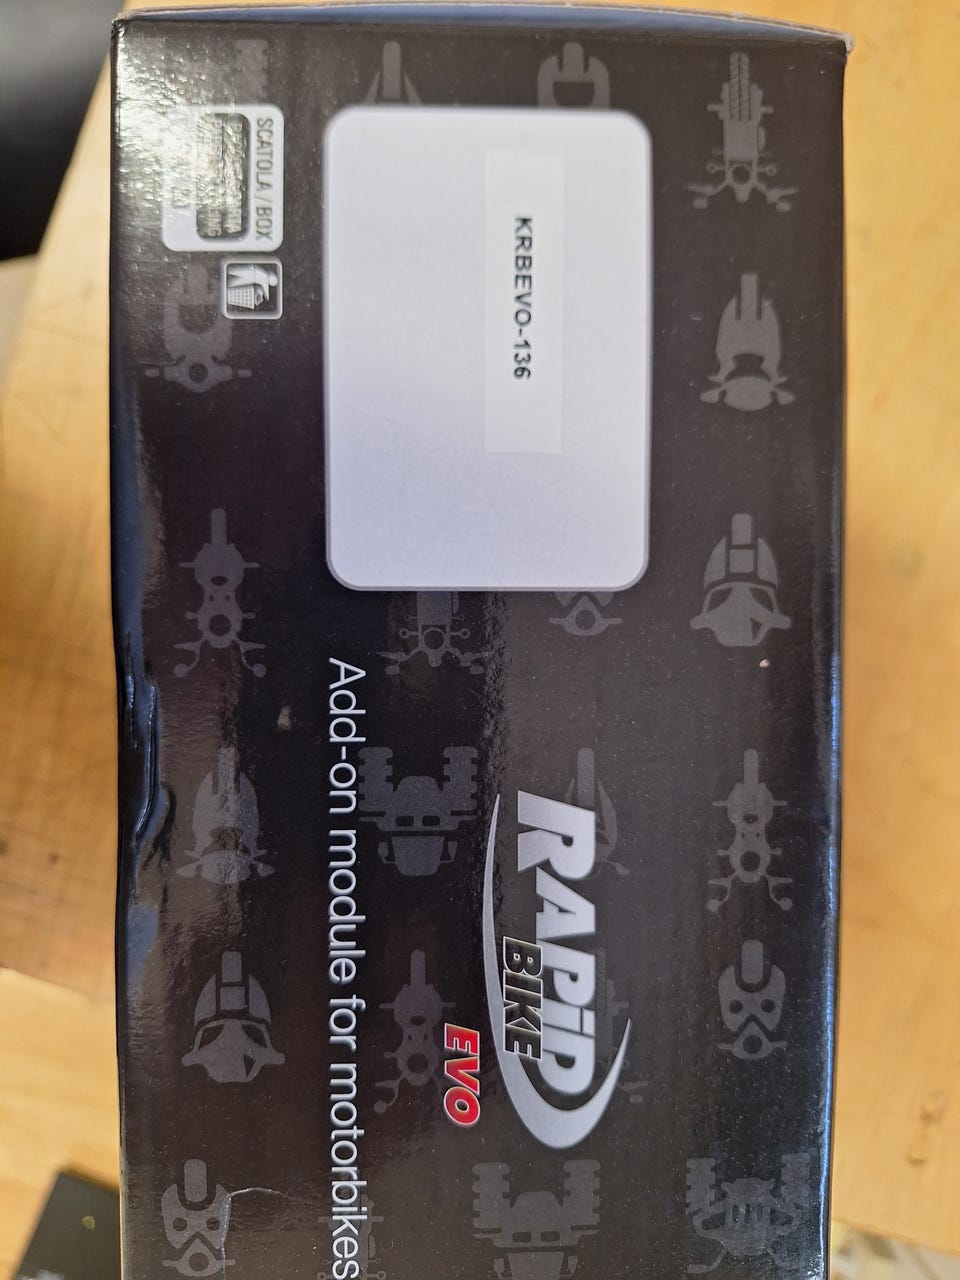 KRBEVO-136
SCATOLA / BOX
RAPiD
BIKE
EVO
Add-on module for motorbikes